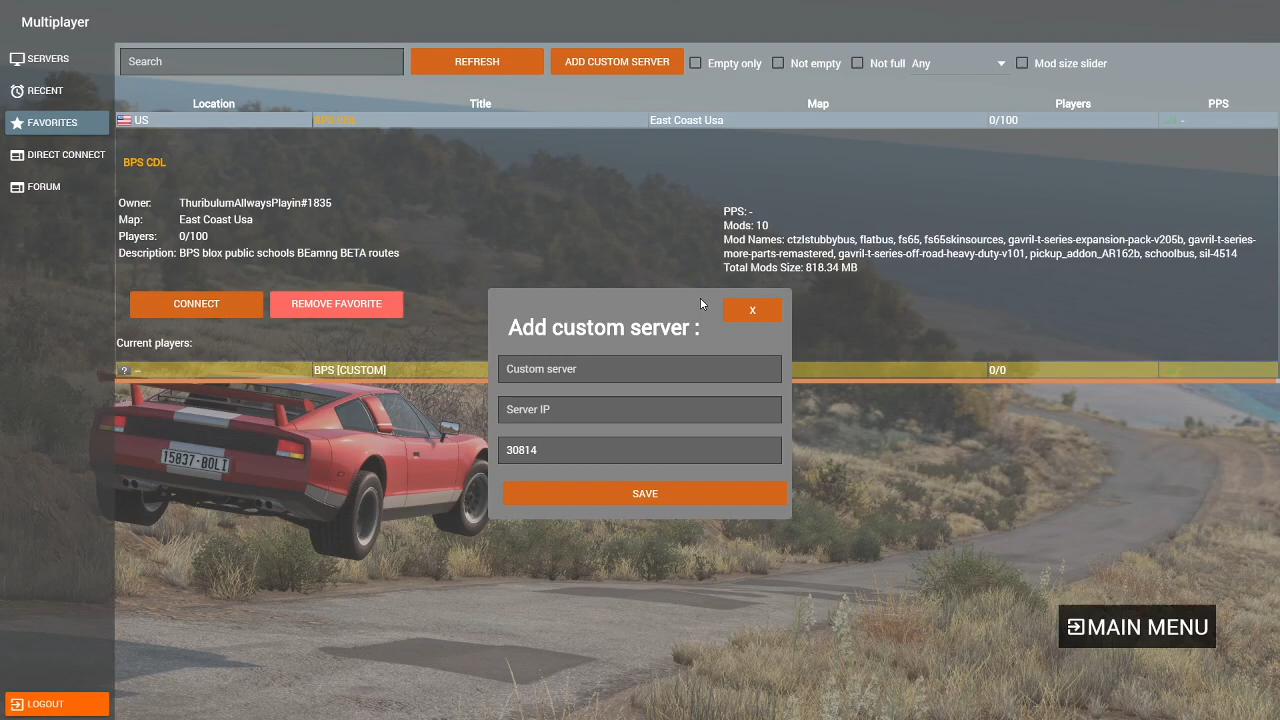 Multiplayer
SERVERS
RECENT
FAVORITES
DIRECT CONNECT
FORUM
LOGOUT
Search
REFRESH
ADD CUSTOM SERVER
Empty only
Not empty
Not full
Any
Mod size slider
Location Title Map Players PPS
US BPS CDL East Coast Usa 0/100 -
BPS CDL
Owner: ThuribulumAllwaysPlayin#1835
Map: East Coast Usa
Players: 0/100
Description: BPS blox public schools BEamng BETA routes
PPS: -
Mods: 10
Mod Names: ctzlstubbybus, flatbus, fs65, fs65skinsources, gavril-t-series-expansion-pack-v205b, gavril-t-series-
more-parts-remastered, gavril-t-series-off-road-heavy-duty-v101, pickup_addon_AR162b, schoolbus, sil-4514
Total Mods Size: 818.34 MB
CONNECT
REMOVE FAVORITE
Current players:
? -- BPS [CUSTOM] 0/0
X
Add custom server :
Custom server
Server IP
30814
SAVE
15837-BOLI
MAIN MENU